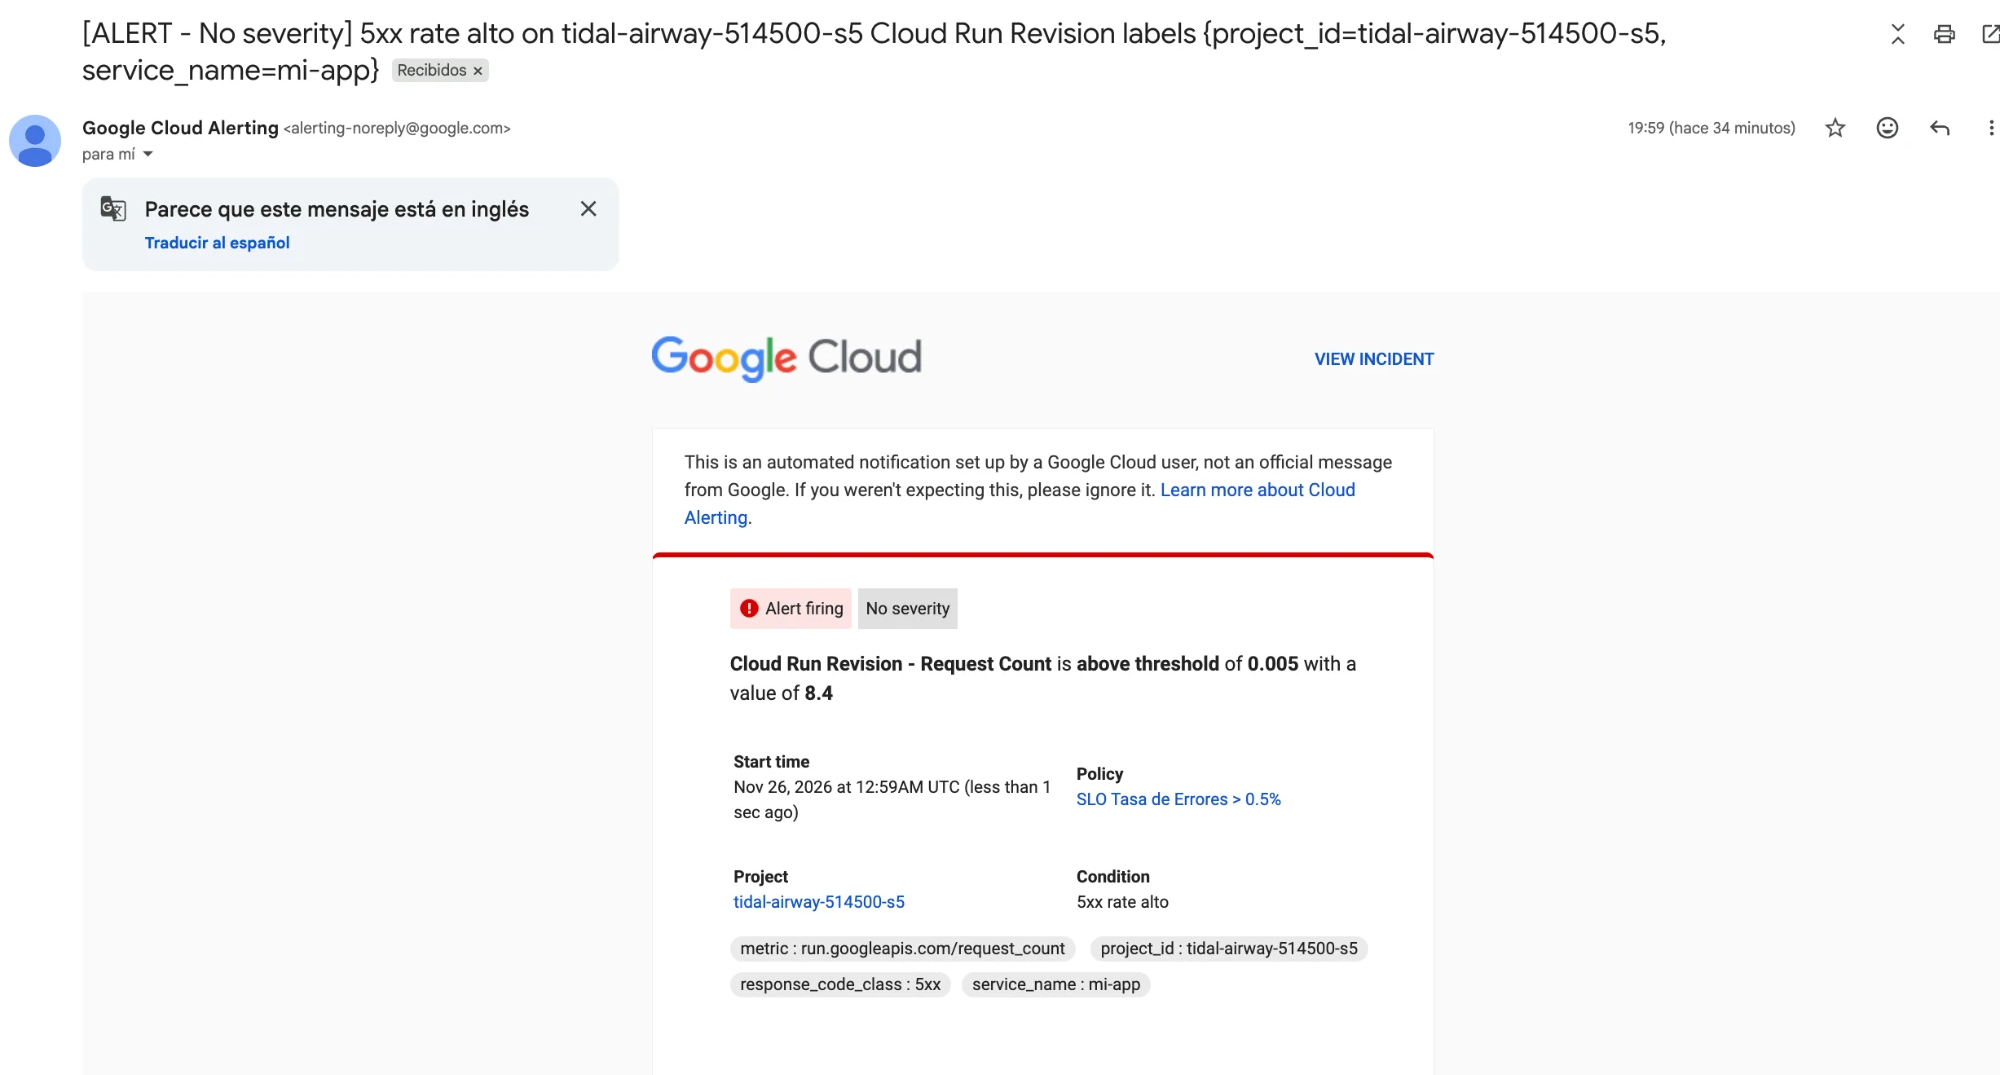 [ALERT - No severity] 5xx rate alto on tidal-airway-514500-s5 Cloud Run Revision labels {project_id=tidal-airway-514500-s5,
service_name=mi-app} Recibidos ×
Google Cloud Alerting <alerting-noreply@google.com>
19:59 (hace 34 minutos)
para mí
Parece que este mensaje está en inglés
Traducir al español
Google Cloud
VIEW INCIDENT
This is an automated notification set up by a Google Cloud user, not an official message
from Google. If you weren't expecting this, please ignore it. Learn more about Cloud
Alerting.
Alert firing
No severity
Cloud Run Revision - Request Count is above threshold of 0.005 with a
value of 8.4
Start time
Nov 26, 2026 at 12:59AM UTC (less than 1
sec ago)
Policy
SLO Tasa de Errores > 0.5%
Project
tidal-airway-514500-s5
Condition
5xx rate alto
metric : run.googleapis.com/request_count
project_id : tidal-airway-514500-s5
response_code_class : 5xx
service_name : mi-app